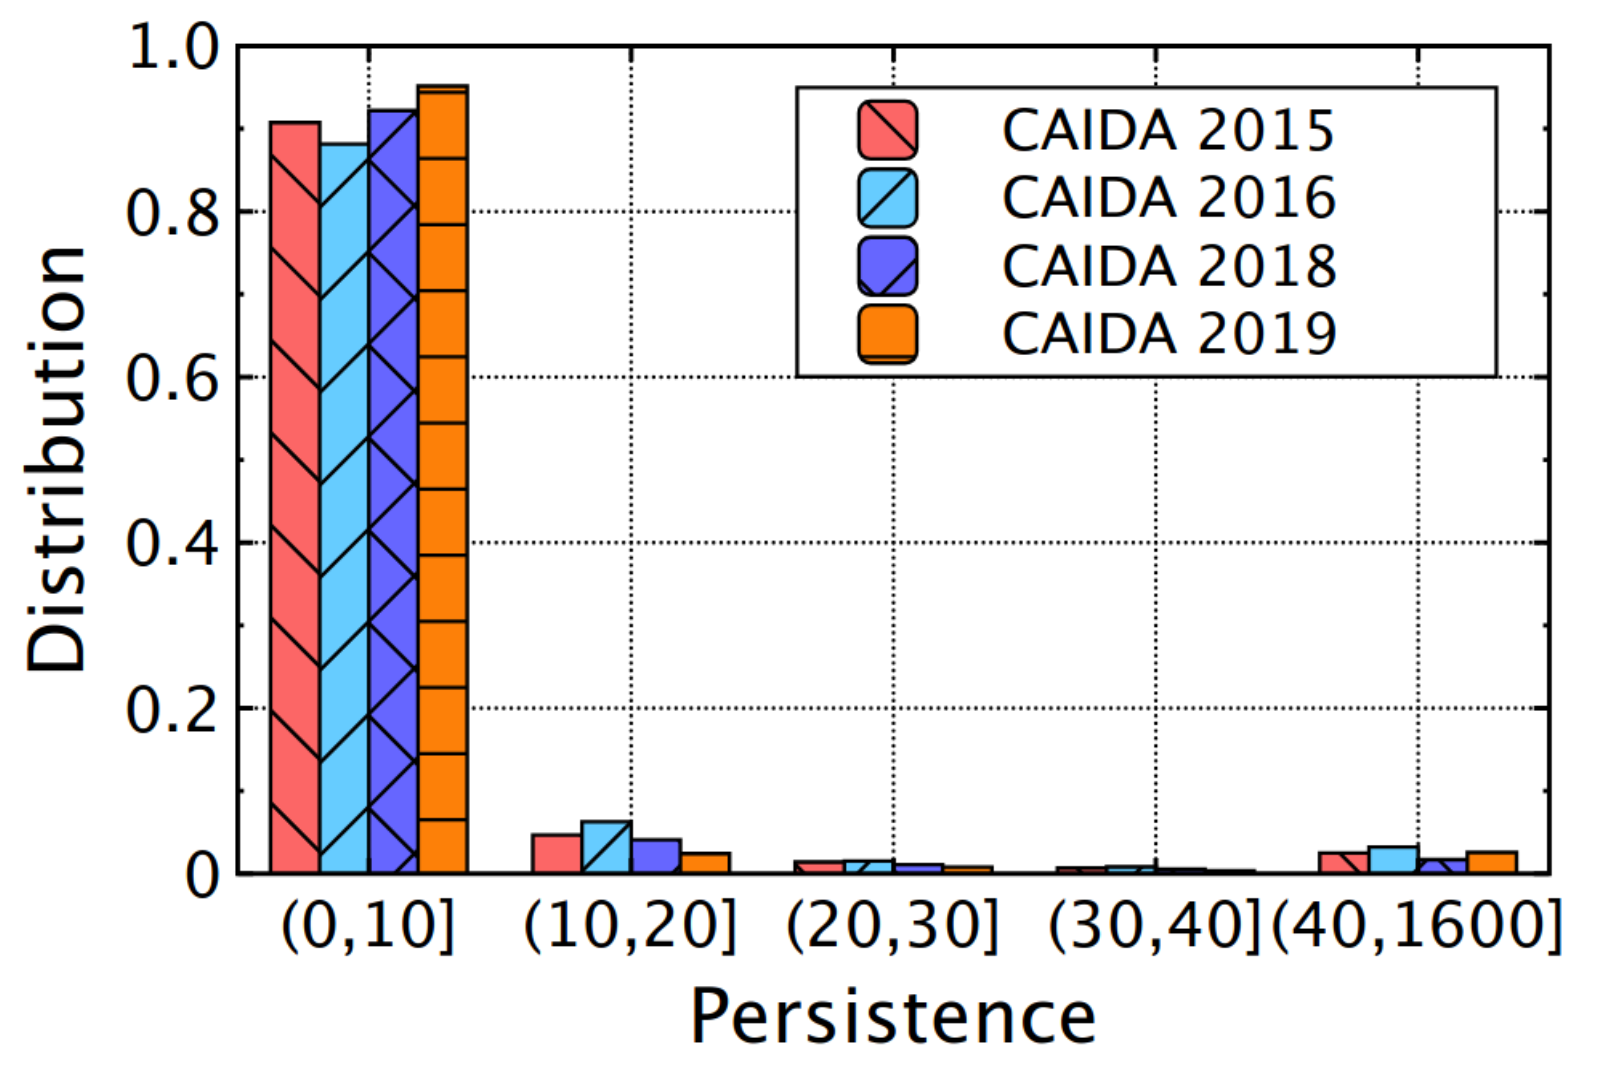 1.0
0.8
0.6
0.4
0.2
0
Distribution
CAIDA 2015
CAIDA 2016
CAIDA 2018
CAIDA 2019
(0,10] (10,20] (20,30] (30,40] (40,1600]
Persistence